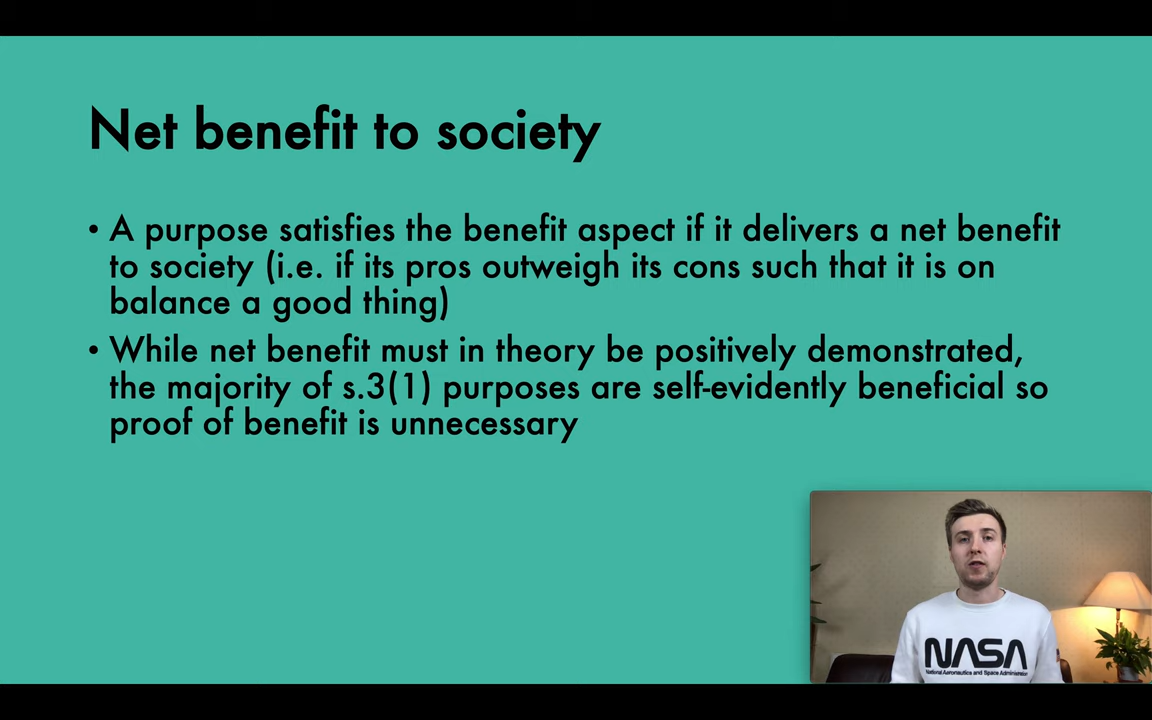 Net benefit to society
• A purpose satisfies the benefit aspect if it delivers a net benefit
to society (i.e. if its pros outweigh its cons such that it is on
balance a good thing)
• While net benefit must in theory be positively demonstrated,
the majority of s.3(1) purposes are self-evidently beneficial so
proof of benefit is unnecessary
NASA
National Aeronautics and Space Administration